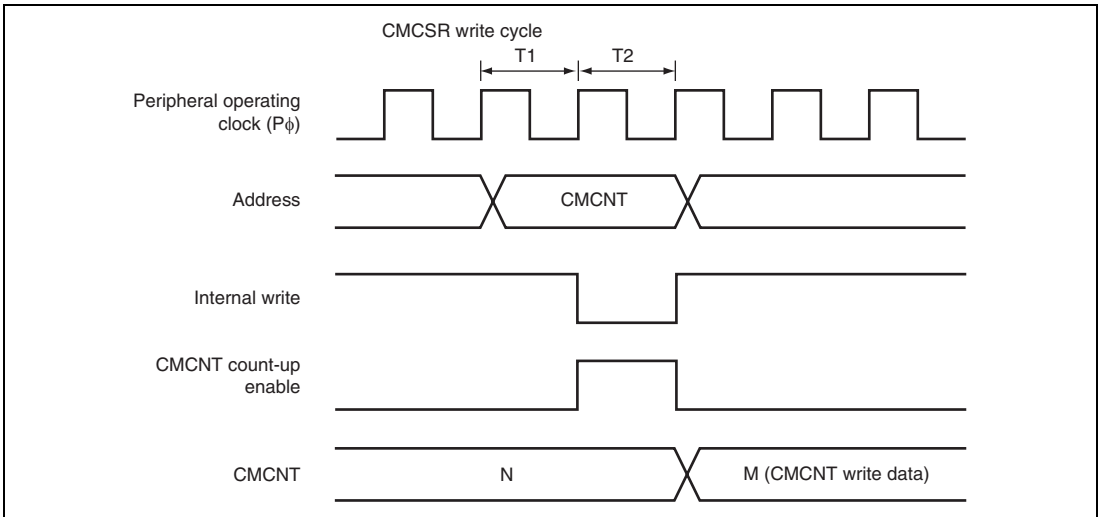 CMCSR write cycle
T1
T2
Peripheral operating
clock (Pϕ)
Address
CMCNT
Internal write
CMCNT count-up
enable
CMCNT
N
M (CMCNT write data)